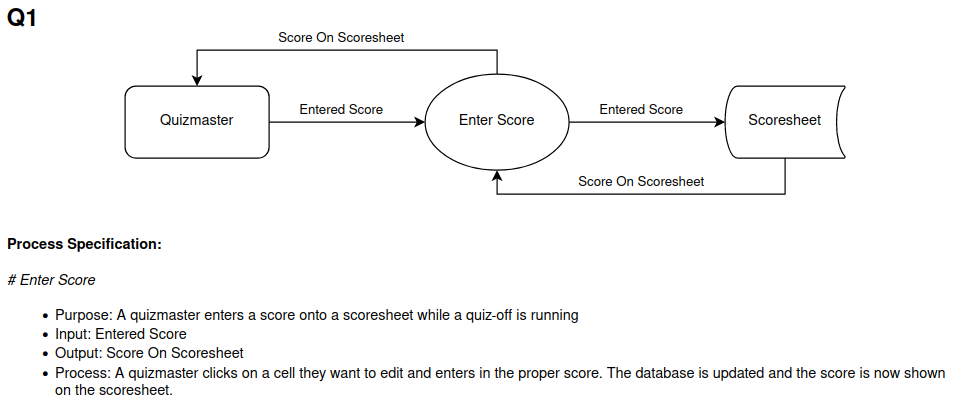 Q1
Score On Scoresheet
Quizmaster
Entered Score
Enter Score
Entered Score
Scoresheet
Score On Scoresheet
Process Specification:
# Enter Score
• Purpose: A quizmaster enters a score onto a scoresheet while a quiz-off is running
• Input: Entered Score
• Output: Score On Scoresheet
• Process: A quizmaster clicks on a cell they want to edit and enters in the proper score. The database is updated and the score is now shown
on the scoresheet.